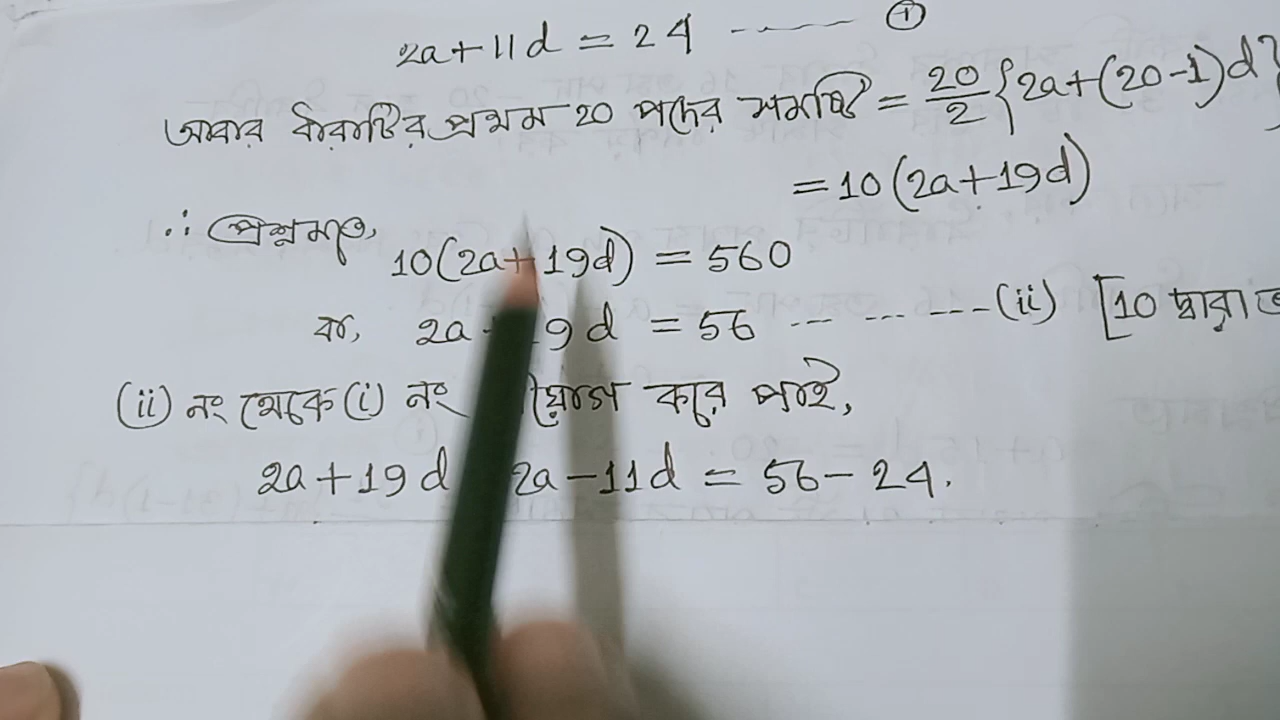 2a+11d = 24 ------- (i)
আবার ধারাটির প্রথম 20 পদের সমষ্টি = 20/2 {2a+(20-1)d}
= 10(2a+19d)
∴ প্রশ্নমতে,
10(2a+19d) = 560
বা, 2a+19d = 56 --- --- --- (ii) [10 দ্বারা
(ii) নং থেকে (i) নং করে পাই,
2a+19d 2a-11d = 56-24.